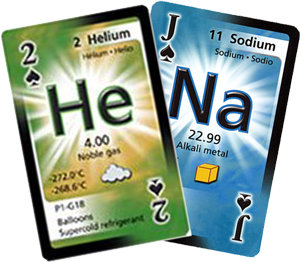 2
2 Helium
Hélium • Helio
He
4.00
Noble gas
-272.0°C
-268.6°C
P1-G18
Balloons
Supercold refrigerant
2
J
11 Sodium
Sodium • Sodio
Na
22.99
Alkali metal
J